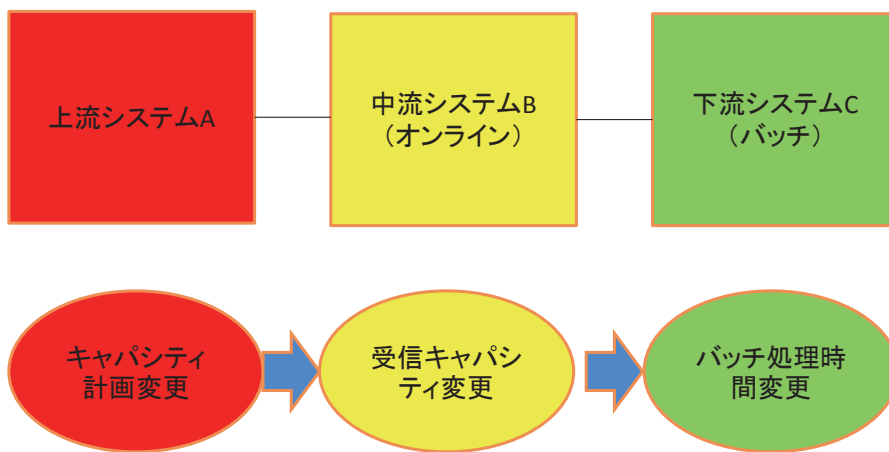 上流システムA
中流システムB
（オンライン）
下流システムC
（バッチ）
キャパシティ
計画変更
受信キャパシ
ティ変更
バッチ処理時
間変更